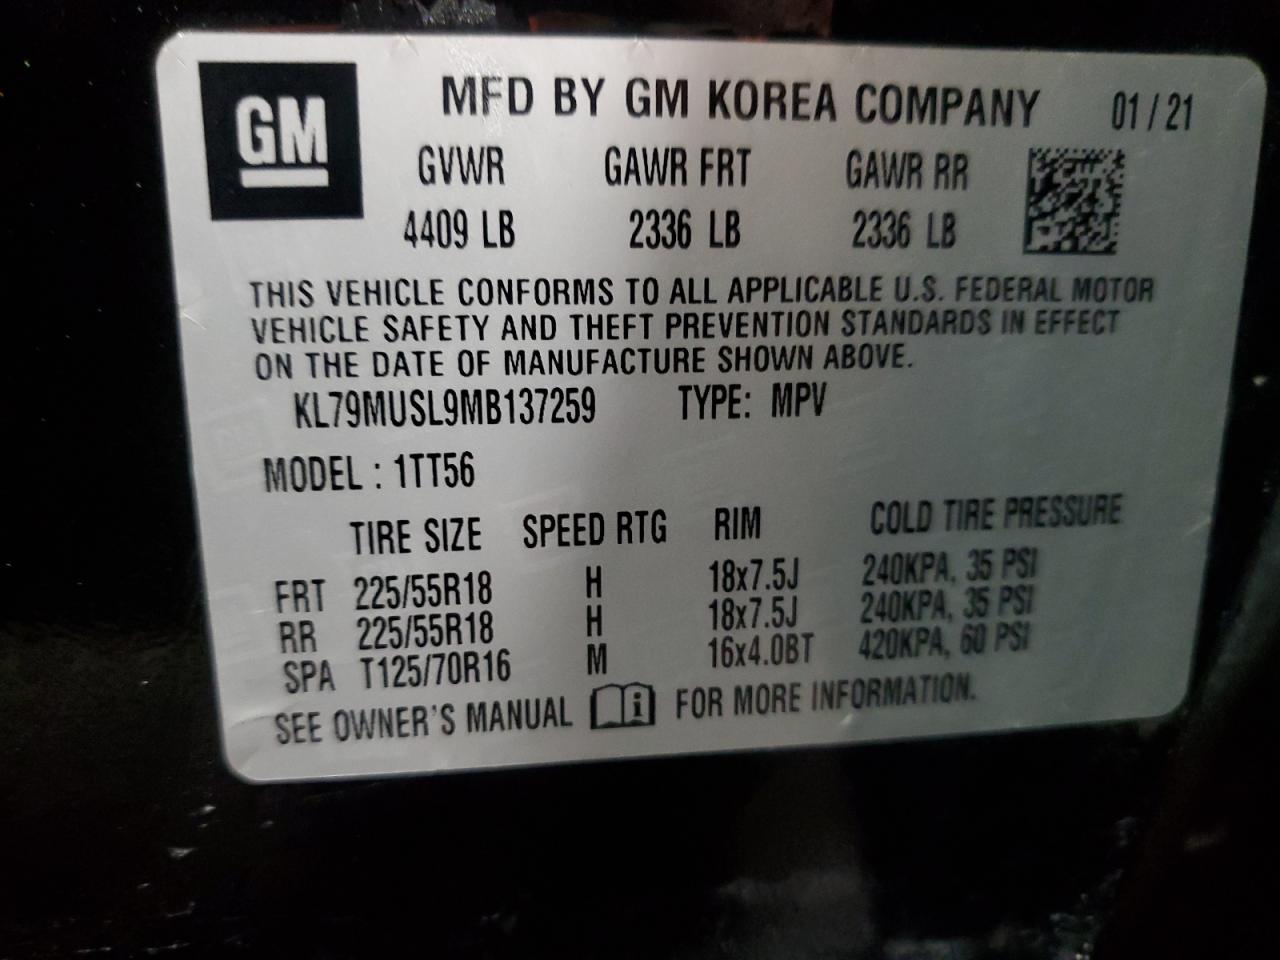 GM
MFD BY GM KOREA COMPANY 01/21
GVWR GAWR FRT GAWR RR
4409 LB 2336 LB 2336 LB
THIS VEHICLE CONFORMS TO ALL APPLICABLE U.S. FEDERAL MOTOR
VEHICLE SAFETY AND THEFT PREVENTION STANDARDS IN EFFECT
ON THE DATE OF MANUFACTURE SHOWN ABOVE.
KL79MUSL9MB137259 TYPE: MPV
MODEL : 1TT56
TIRE SIZE SPEED RTG RIM COLD TIRE PRESSURE
FRT 225/55R18 H 18x7.5J 240KPA, 35 PSI
RR 225/55R18 H 18x7.5J 240KPA, 35 PSI
SPA T125/70R16 M 16x4.0BT 420KPA, 60 PSI
SEE OWNER'S MANUAL i FOR MORE INFORMATION.